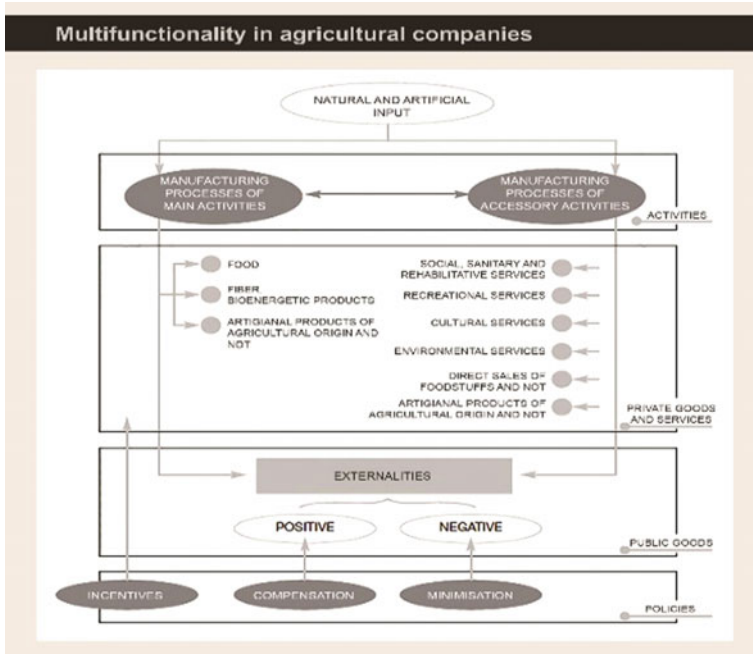 Multifunctionality in agricultural companies
NATURAL AND ARTIFICIAL
INPUT
MANUFACTURING
PROCESSES OF
MAIN ACTIVITIES
MANUFACTURING
PROCESSES OF
ACCESSORY ACTIVITIES
ACTIVITIES
FOOD
FIBER,
BIOENERGETIC PRODUCTS
ARTIGIANAL PRODUCTS OF
AGRICULTURAL ORIGIN AND
NOT
SOCIAL, SANITARY AND
REHABILITATIVE SERVICES
RECREATIONAL SERVICES
CULTURAL SERVICES
ENVIRONMENTAL SERVICES
DIRECT SALES OF
FOODSTUFFS AND NOT
ARTIGIANAL PRODUCTS OF
AGRICULTURAL ORIGIN AND NOT
PRIVATE GOODS
AND SERVICES
EXTERNALITIES
POSITIVE
NEGATIVE
PUBLIC GOODS
INCENTIVES
COMPENSATION
MINIMISATION
POLICIES